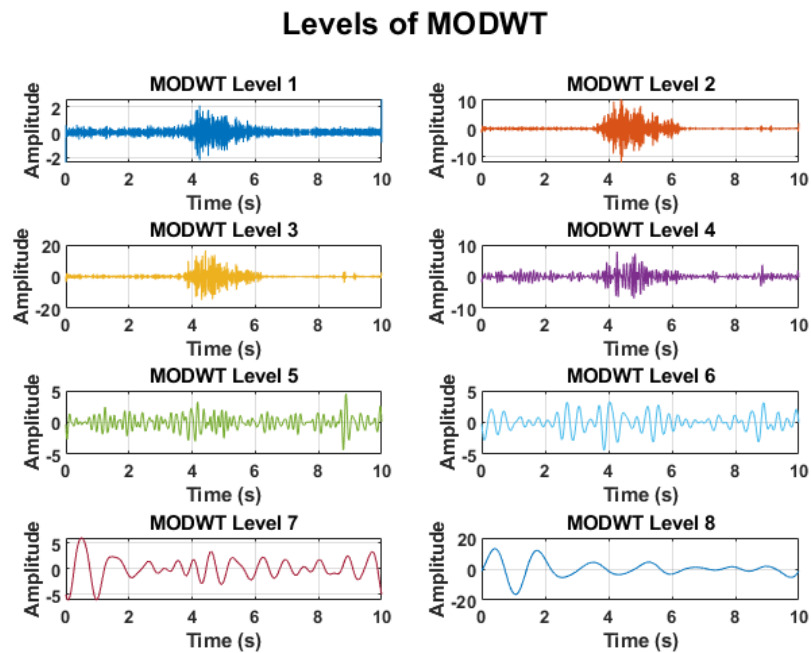 Levels of MODWT
MODWT Level 1
Amplitude
2
0
-2
0 2 4 6 8 10
Time (s)
MODWT Level 2
Amplitude
10
0
-10
0 2 4 6 8 10
Time (s)
MODWT Level 3
Amplitude
20
0
-20
0 2 4 6 8 10
Time (s)
MODWT Level 4
Amplitude
10
0
-10
0 2 4 6 8 10
Time (s)
MODWT Level 5
Amplitude
5
0
-5
0 2 4 6 8 10
Time (s)
MODWT Level 6
Amplitude
5
0
-5
0 2 4 6 8 10
Time (s)
MODWT Level 7
Amplitude
5
0
-5
0 2 4 6 8 10
Time (s)
MODWT Level 8
Amplitude
20
0
-20
0 2 4 6 8 10
Time (s)